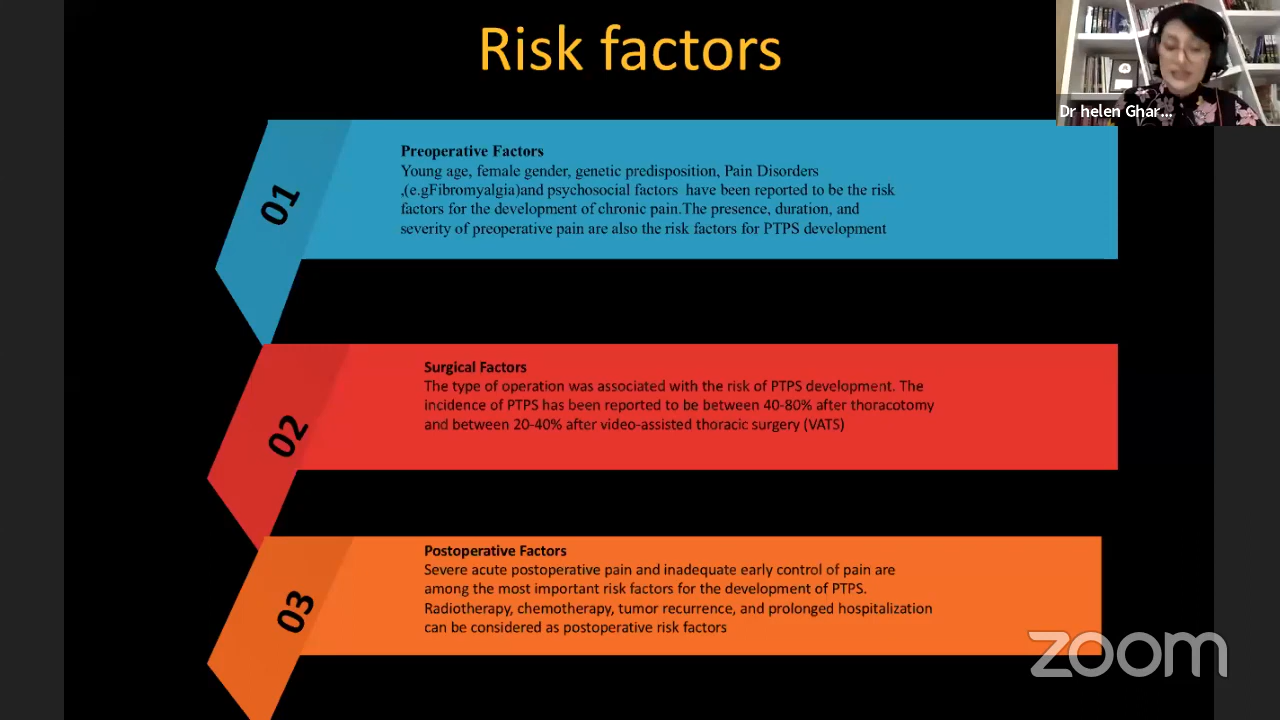 Risk factors
Dr helen Ghar...
01
Preoperative Factors
Young age, female gender, genetic predisposition, Pain Disorders
,(e.gFibromyalgia)and psychosocial factors have been reported to be the risk
factors for the development of chronic pain.The presence, duration, and
severity of preoperative pain are also the risk factors for PTPS development
02
Surgical Factors
The type of operation was associated with the risk of PTPS development. The
incidence of PTPS has been reported to be between 40-80% after thoracotomy
and between 20-40% after video-assisted thoracic surgery (VATS)
03
Postoperative Factors
Severe acute postoperative pain and inadequate early control of pain are
among the most important risk factors for the development of PTPS.
Radiotherapy, chemotherapy, tumor recurrence, and prolonged hospitalization
can be considered as postoperative risk factors
zoom